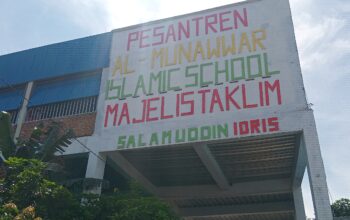 PESANTREN
AL-MUNAWWAR
ISLAMIC SCHOOL
MAJELIS TAKLIM
SALAMUDDIN IDRIS